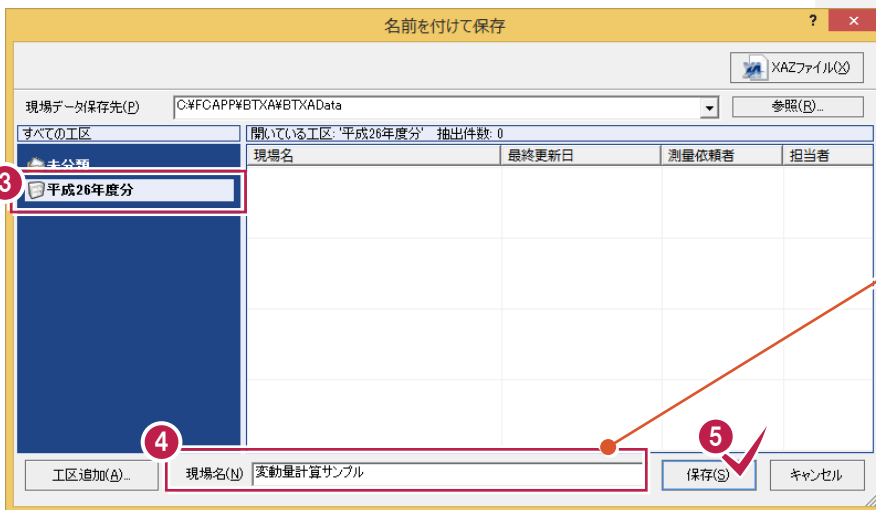 名前を付けて保存
? ×
XAZファイル(X)
現場データ保存先(P) C:¥FCAPP¥BTXA¥BTXAData 参照(R)...
すべての工区 開いている工区: '平成26年度分' 抽出件数: 0
未分類 現場名 最終更新日 測量依頼者 担当者
3 平成26年度分
4 5
工区追加(A)... 現場名(N) 変動量計算サンプル 保存(S) キャンセル